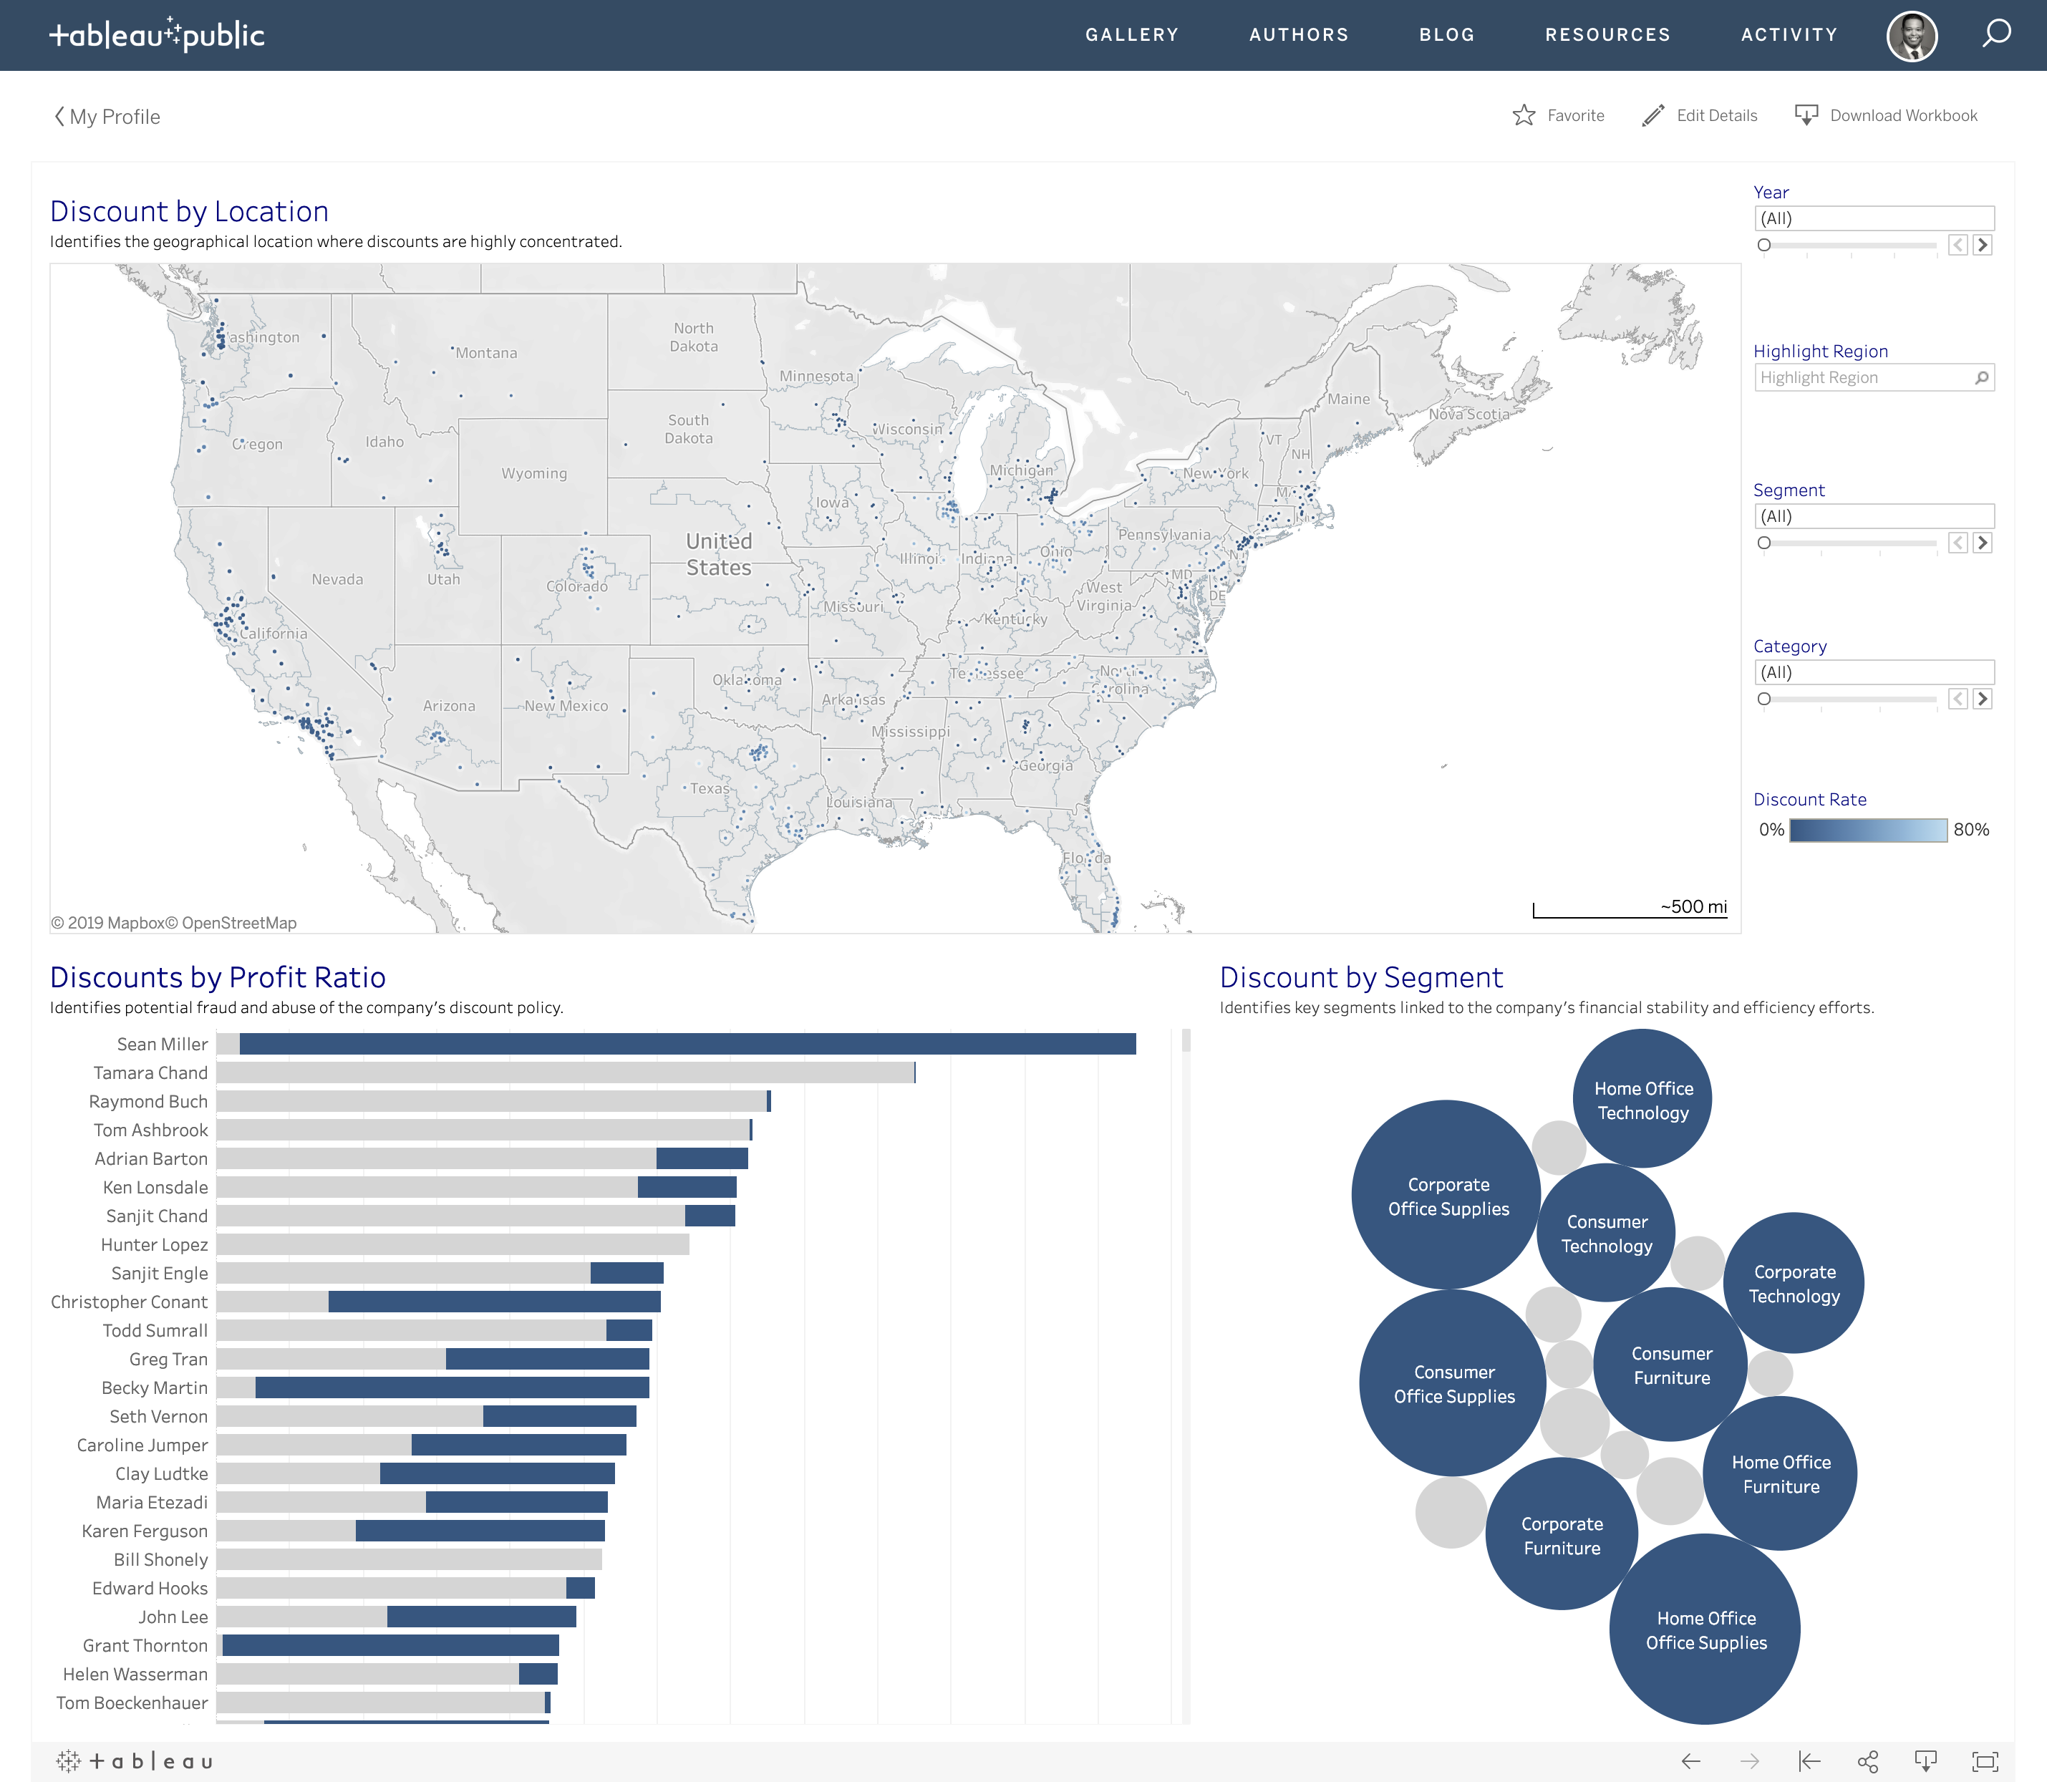 tableau public
GALLERY
AUTHORS
BLOG
RESOURCES
ACTIVITY
My Profile
Favorite
Edit Details
Download Workbook
Discount by Location
Identifies the geographical location where discounts are highly concentrated.
Year
(All)
Highlight Region
Highlight Region
Segment
(All)
Category
(All)
Discount Rate
0%
80%
Montana
North
Dakota
Minnesota
South
Dakota
Wisconsin
Maine
Nova Scotia
Oregon
Idaho
Wyoming
Michigan
VT
NH
New York
Iowa
United
States
Pennsylvania
Nevada
Utah
Colorado
Indiana
Ohio
MD
DE
West
Virginia
Missouri
Kentucky
California
Arizona
New Mexico
Oklahoma
Arkansas
Tennessee
Mississippi
Georgia
Texas
Louisiana
Florida
~500 mi
© 2019 Mapbox© OpenStreetMap
Discounts by Profit Ratio
Identifies potential fraud and abuse of the company's discount policy.
Sean Miller
Tamara Chand
Raymond Buch
Tom Ashbrook
Adrian Barton
Ken Lonsdale
Sanjit Chand
Hunter Lopez
Sanjit Engle
Christopher Conant
Todd Sumrall
Greg Tran
Becky Martin
Seth Vernon
Caroline Jumper
Clay Ludtke
Maria Etezadi
Karen Ferguson
Bill Shonely
Edward Hooks
John Lee
Grant Thornton
Helen Wasserman
Tom Boeckenhauer
Discount by Segment
Identifies key segments linked to the company's financial stability and efficiency efforts.
Home Office
Technology
Corporate
Office Supplies
Consumer
Technology
Corporate
Technology
Consumer
Furniture
Consumer
Office Supplies
Home Office
Furniture
Corporate
Furniture
Home Office
Office Supplies
tableau